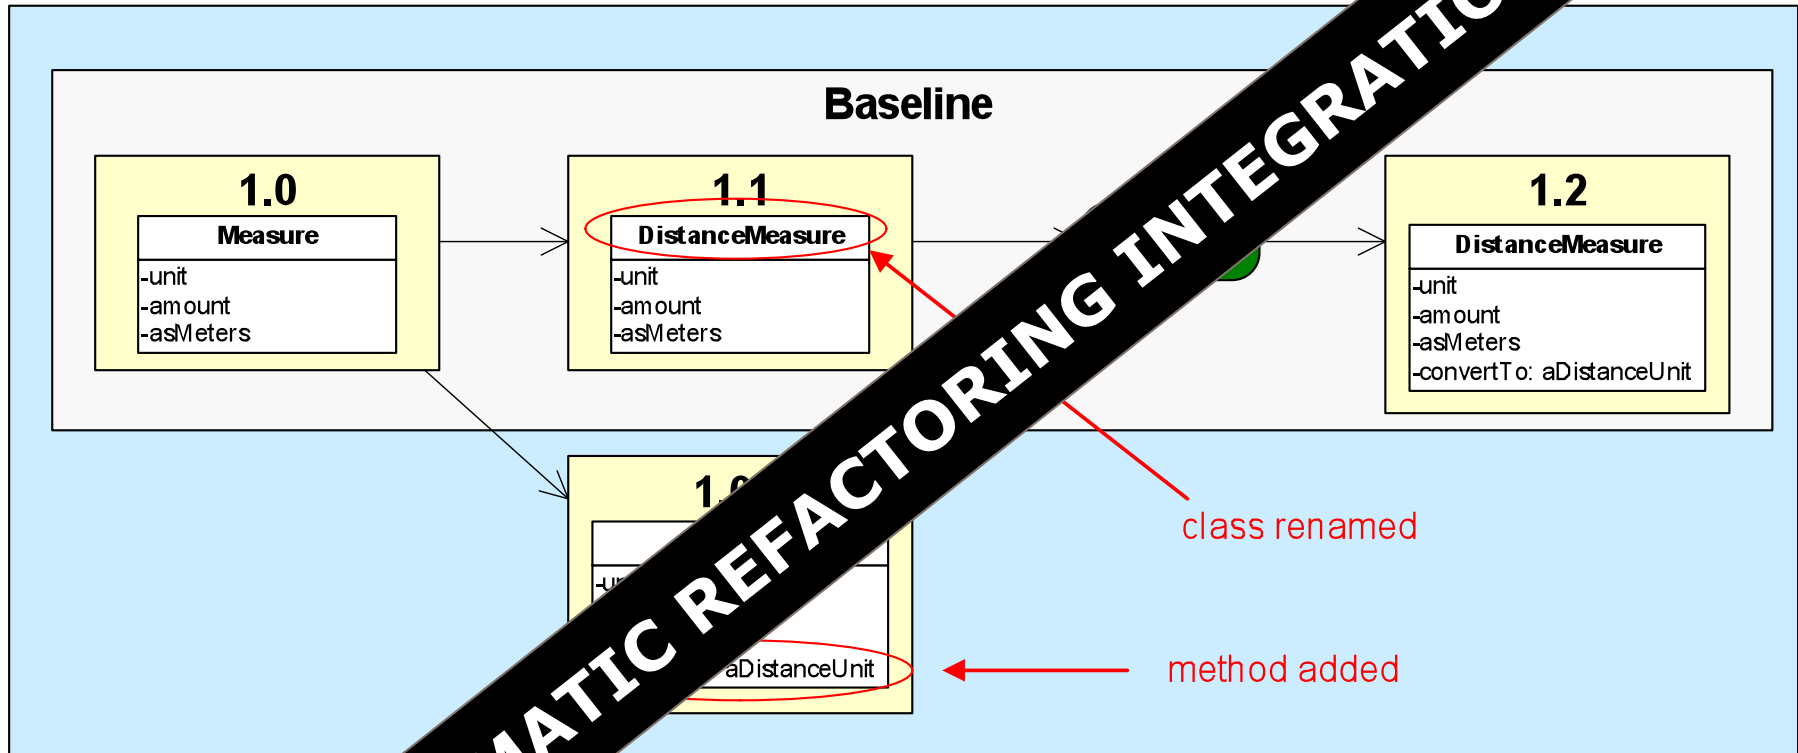 Baseline
1.0
Measure
-unit
-amount
-asMeters
1.1
DistanceMeasure
-unit
-amount
-asMeters
1.2
DistanceMeasure
-unit
-amount
-asMeters
-convertTo: aDistanceUnit
aDistanceUnit
class renamed
method added
REFACTORING INTEGRATIO